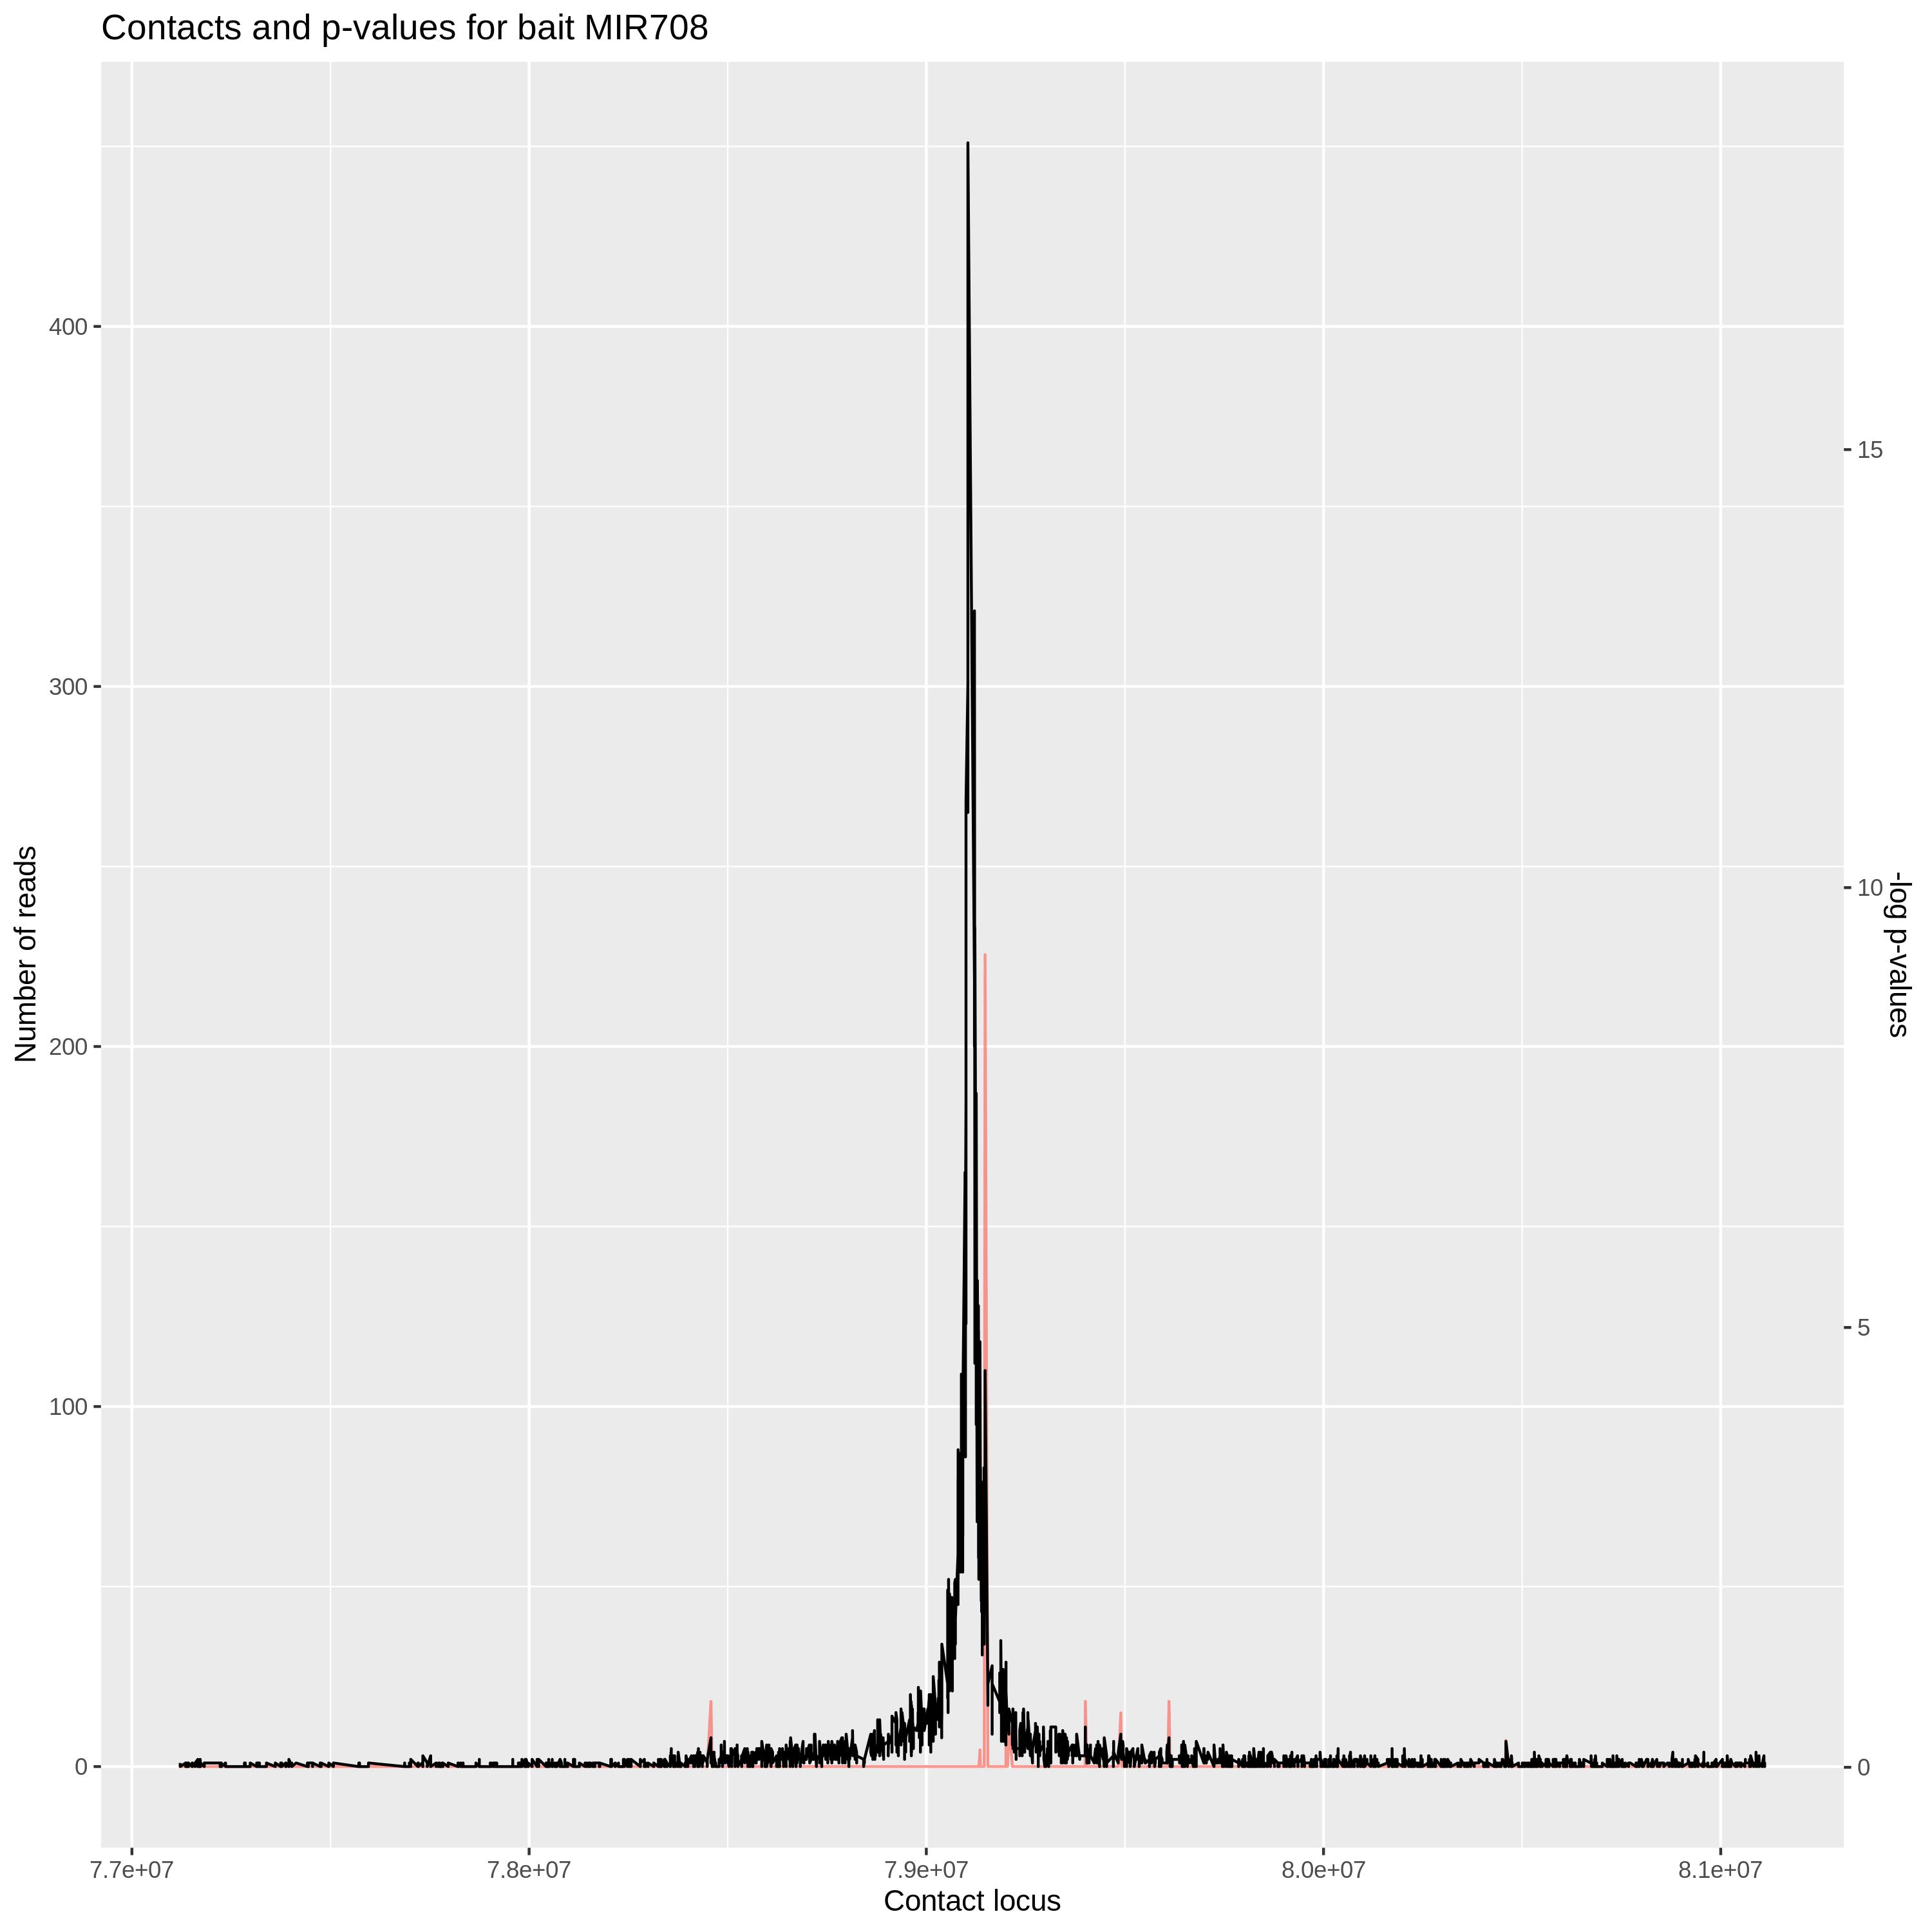 Contacts and p-values for bait MIR708
Number of reads
400
300
200
100
0
15
10
5
0
-log p-values
7.7e+07 7.8e+07 7.9e+07 8.0e+07 8.1e+07
Contact locus